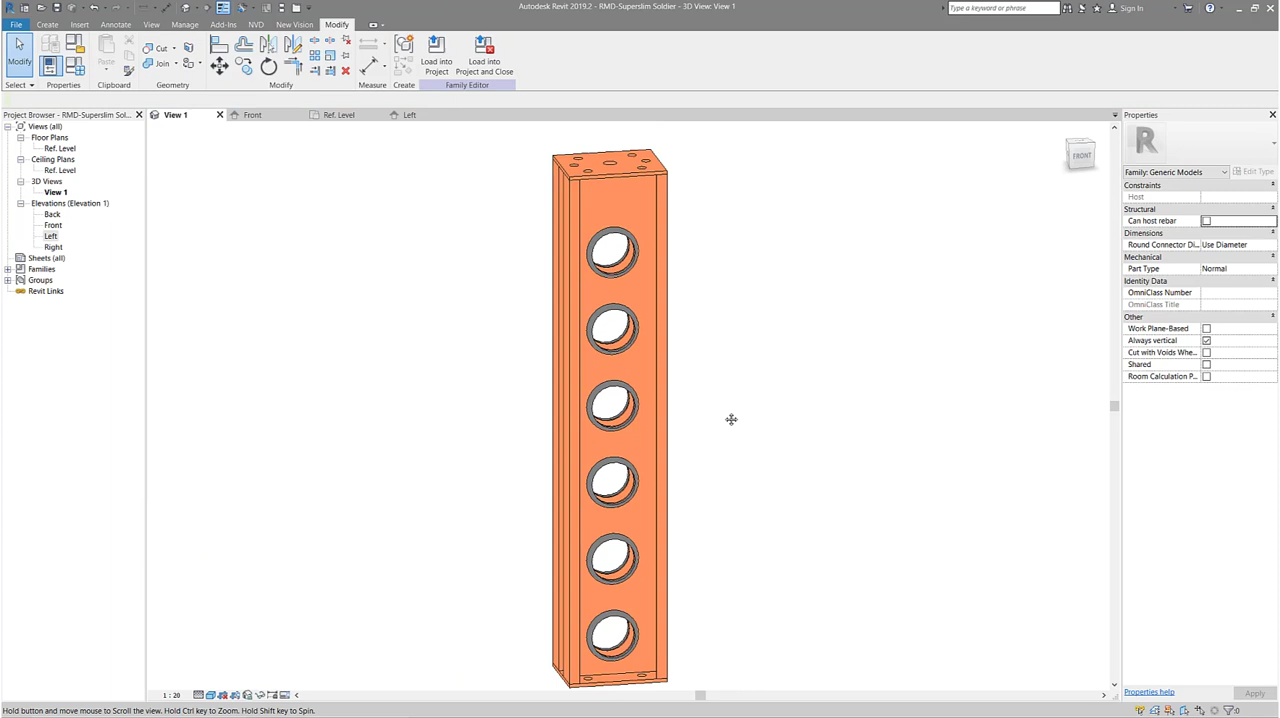 Autodesk Revit 2019.2 - RMD-Superslim Soldier - 3D View: View 1
Type a keyword or phrase
Sign In
File Create Insert Annotate View Manage Add-Ins NVD New Vision Modify
Modify
Paste
Cut
Join
Load into Project
Load into Project and Close
Select Properties Clipboard Geometry Modify Measure Create Family Editor
Project Browser - RMD-Superslim Sol...
View 1
Front
Ref. Level
Left
Properties
Views (all)
Floor Plans
Ref. Level
Ceiling Plans
Ref. Level
3D Views
View 1
Elevations (Elevation 1)
Back
Front
Left
Right
Sheets (all)
Families
Groups
Revit Links
FRONT
R
Family: Generic Models
Edit Type
Constraints
Host
Structural
Can host rebar
Dimensions
Round Connector Di... Use Diameter
Mechanical
Part Type Normal
Identity Data
OmniClass Number
OmniClass Title
Other
Work Plane-Based
Always vertical
Cut with Voids Whe...
Shared
Room Calculation P...
Properties help
Apply
1 : 20
Hold button and move mouse to Scroll the view. Hold Ctrl key to Zoom. Hold Shift key to Spin.
:0